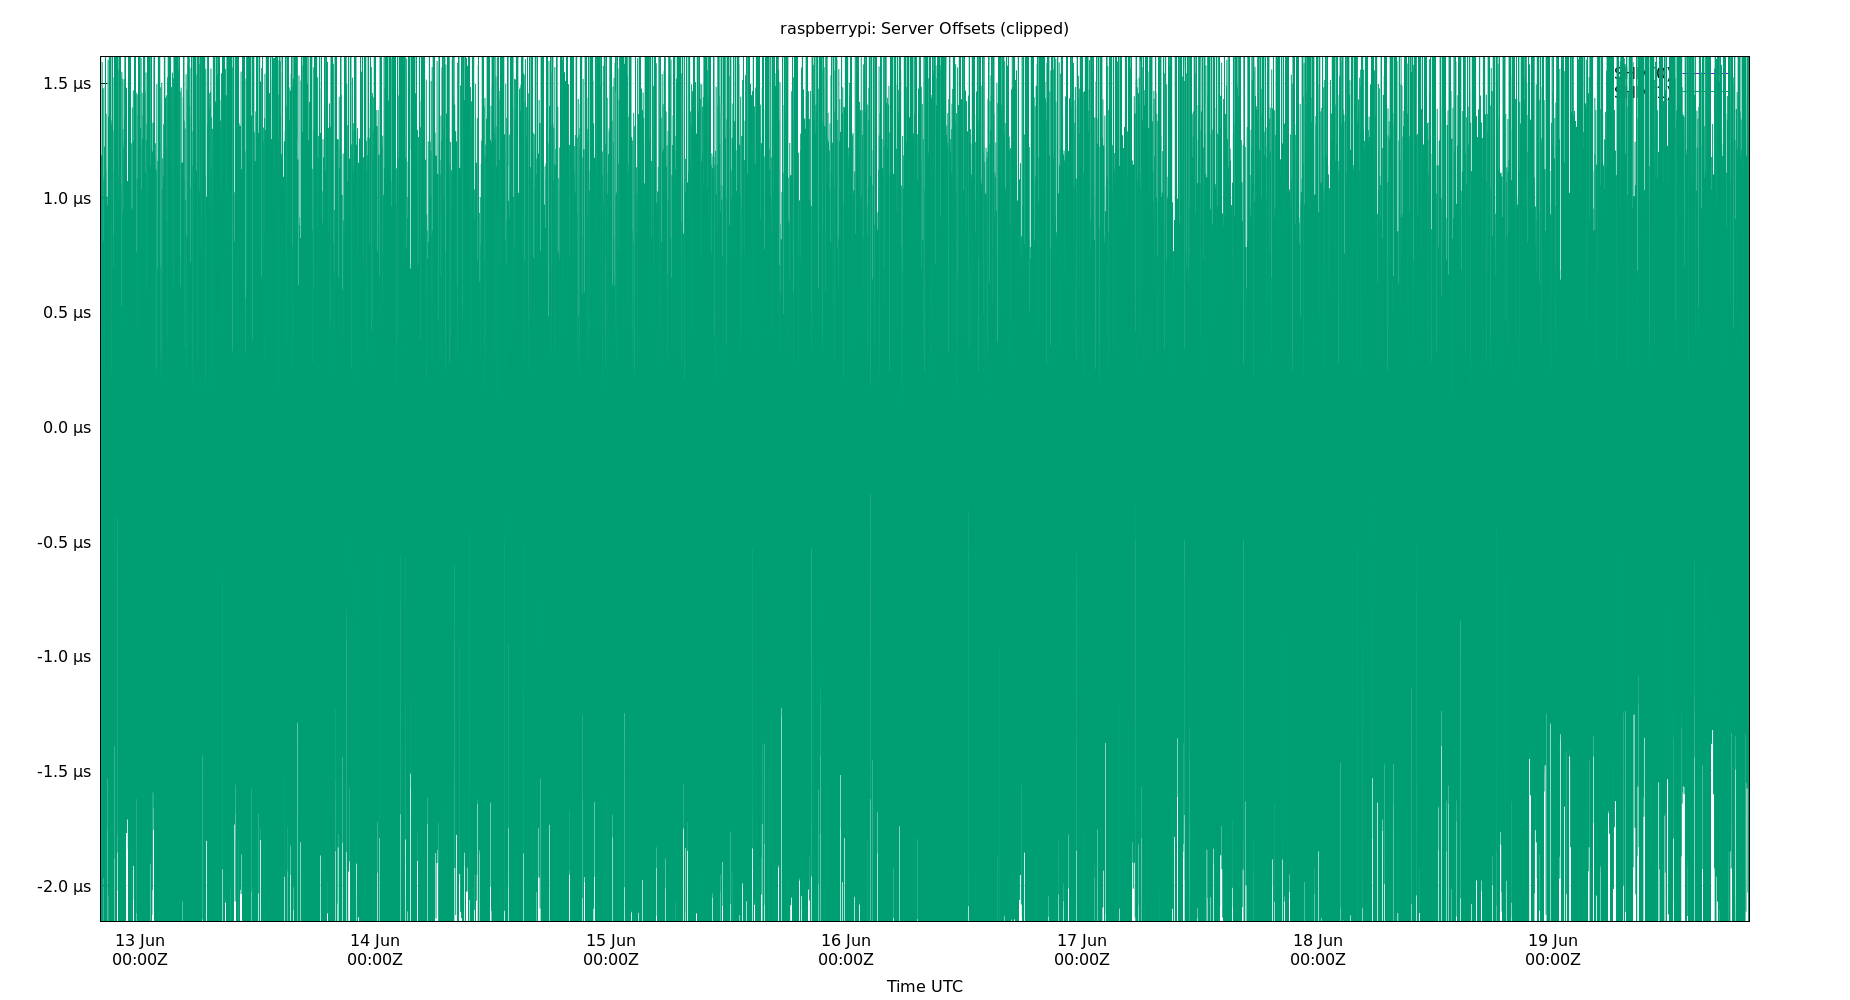 raspberrypi: Server Offsets (clipped)
1.5 µs
1.0 µs
0.5 µs
0.0 µs
-0.5 µs
-1.0 µs
-1.5 µs
-2.0 µs
13 Jun 14 Jun 15 Jun 16 Jun 17 Jun 18 Jun 19 Jun
00:00Z 00:00Z 00:00Z 00:00Z 00:00Z 00:00Z 00:00Z
Time UTC